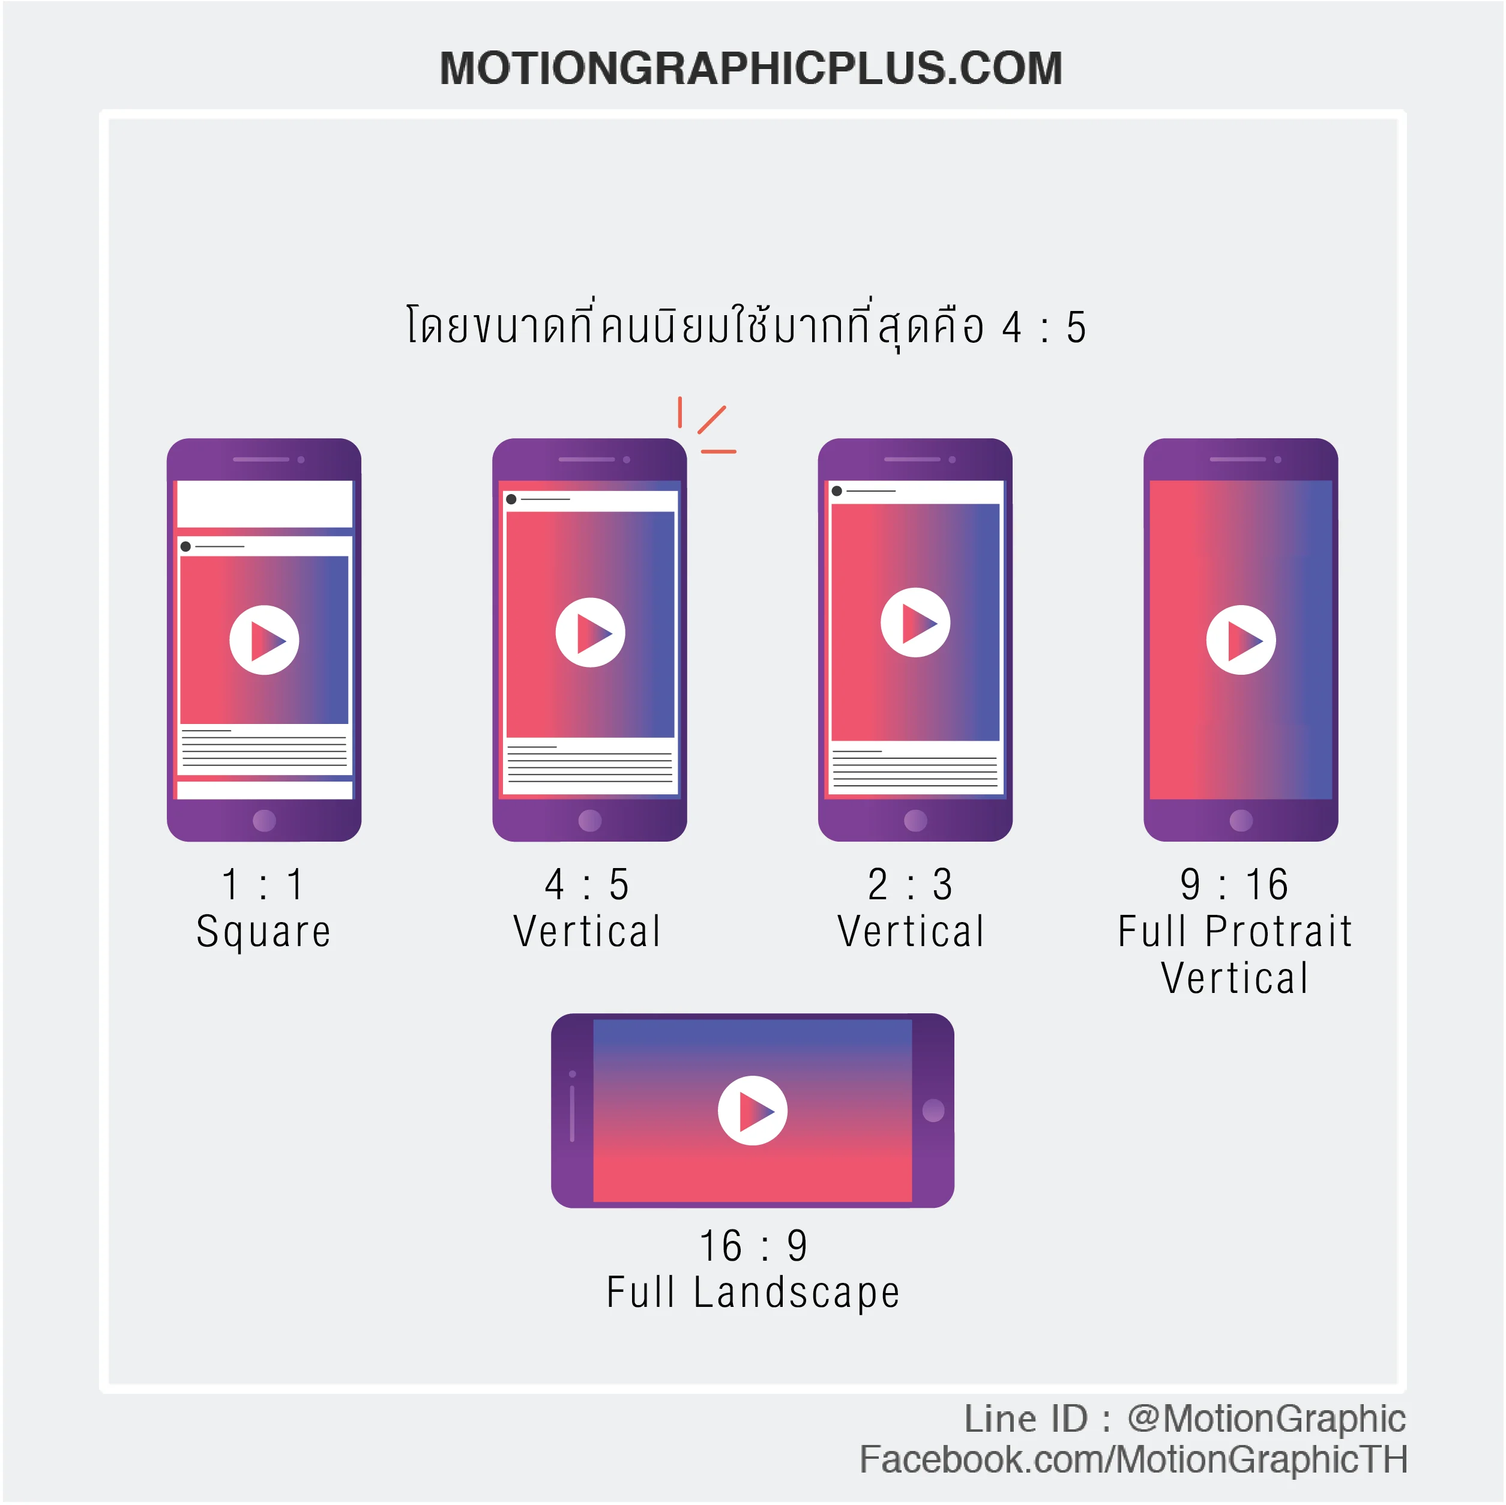 MOTIONGRAPHICPLUS.COM
โดยขนาดที่คนนิยมใช้มากที่สุดคือ 4 : 5
1 : 1
Square
4 : 5
Vertical
2 : 3
Vertical
9 : 16
Full Protrait
Vertical
16 : 9
Full Landscape
Line ID : @MotionGraphic
Facebook.com/MotionGraphicTH